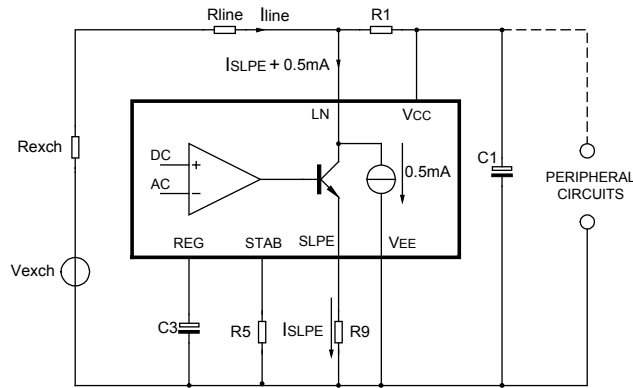 Rline
Iline
R1
ISLPE + 0.5mA
LN
VCC
Rexch
DC
+
AC
−
0.5mA
C1
PERIPHERAL
CIRCUITS
REG
STAB
SLPE
VEE
Vexch
C3
R5
ISLPE
R9